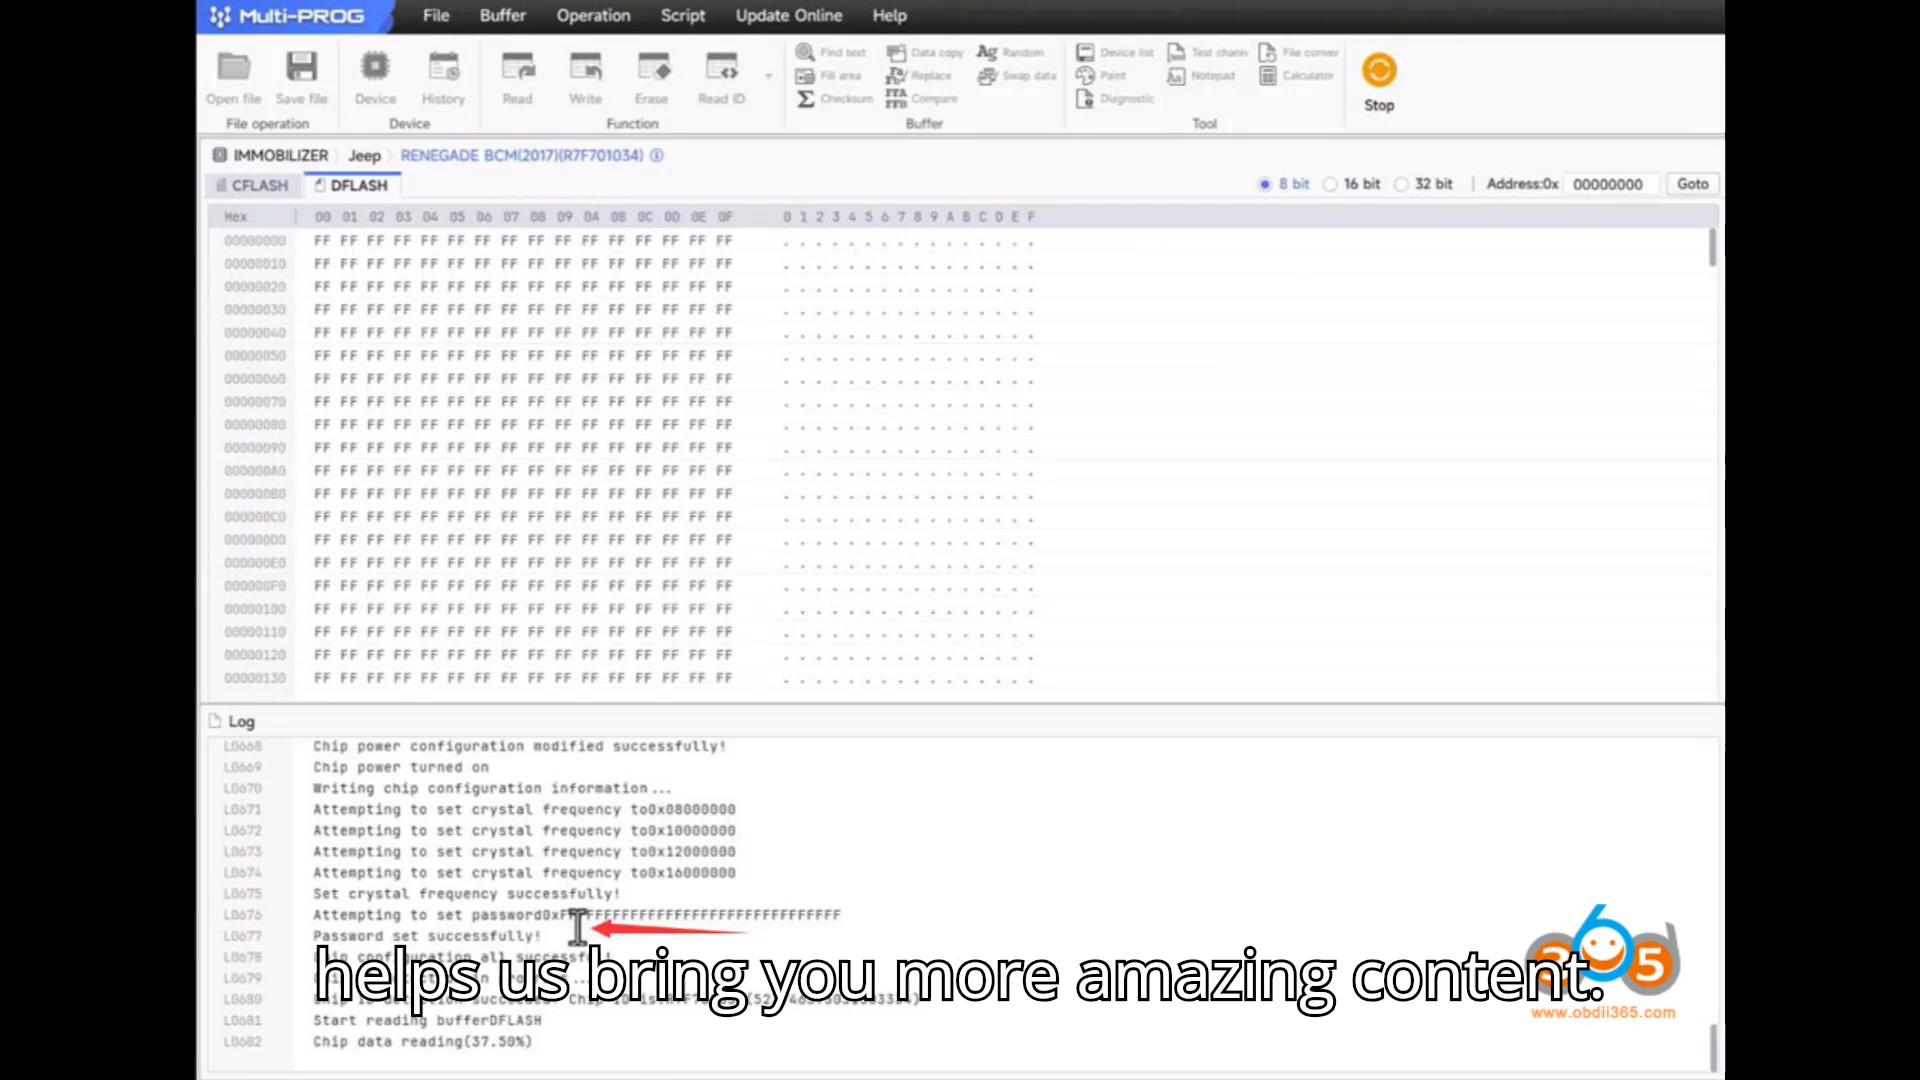 Multi-PROG File Buffer Operation Script Update Online Help
Open file Save file Device History Read Write Erase Read ID
Find text Data copy Ag Random
Fill area Replace Swap data
Checksum Compare
Device list Test chann File conver
Paint Notepad Calculator
Diagnostic
Stop
File operation Device Function Buffer Tool
IMMOBILIZER Jeep RENEGADE BCM(2017)(R7F701034)
CFLASH DFLASH 8 bit 16 bit 32 bit Address:0x 00000000 Goto
Hex 00 01 02 03 04 05 06 07 08 09 0A 0B 0C 0D 0E 0F 0 1 2 3 4 5 6 7 8 9 A B C D E F
00000000 FF FF FF FF FF FF FF FF FF FF FF FF FF FF FF FF . . . . . . . . . . . . . . . .
00000010 FF FF FF FF FF FF FF FF FF FF FF FF FF FF FF FF . . . . . . . . . . . . . . . .
00000020 FF FF FF FF FF FF FF FF FF FF FF FF FF FF FF FF . . . . . . . . . . . . . . . .
00000030 FF FF FF FF FF FF FF FF FF FF FF FF FF FF FF FF . . . . . . . . . . . . . . . .
00000040 FF FF FF FF FF FF FF FF FF FF FF FF FF FF FF FF . . . . . . . . . . . . . . . .
00000050 FF FF FF FF FF FF FF FF FF FF FF FF FF FF FF FF . . . . . . . . . . . . . . . .
00000060 FF FF FF FF FF FF FF FF FF FF FF FF FF FF FF FF . . . . . . . . . . . . . . . .
00000070 FF FF FF FF FF FF FF FF FF FF FF FF FF FF FF FF . . . . . . . . . . . . . . . .
00000080 FF FF FF FF FF FF FF FF FF FF FF FF FF FF FF FF . . . . . . . . . . . . . . . .
00000090 FF FF FF FF FF FF FF FF FF FF FF FF FF FF FF FF . . . . . . . . . . . . . . . .
000000A0 FF FF FF FF FF FF FF FF FF FF FF FF FF FF FF FF . . . . . . . . . . . . . . . .
000000B0 FF FF FF FF FF FF FF FF FF FF FF FF FF FF FF FF . . . . . . . . . . . . . . . .
000000C0 FF FF FF FF FF FF FF FF FF FF FF FF FF FF FF FF . . . . . . . . . . . . . . . .
000000D0 FF FF FF FF FF FF FF FF FF FF FF FF FF FF FF FF . . . . . . . . . . . . . . . .
000000E0 FF FF FF FF FF FF FF FF FF FF FF FF FF FF FF FF . . . . . . . . . . . . . . . .
000000F0 FF FF FF FF FF FF FF FF FF FF FF FF FF FF FF FF . . . . . . . . . . . . . . . .
00000100 FF FF FF FF FF FF FF FF FF FF FF FF FF FF FF FF . . . . . . . . . . . . . . . .
00000110 FF FF FF FF FF FF FF FF FF FF FF FF FF FF FF FF . . . . . . . . . . . . . . . .
00000120 FF FF FF FF FF FF FF FF FF FF FF FF FF FF FF FF . . . . . . . . . . . . . . . .
00000130 FF FF FF FF FF FF FF FF FF FF FF FF FF FF FF FF . . . . . . . . . . . . . . . .
Log
L0668 Chip power configuration modified successfully!
L0669 Chip power turned on
L0670 Writing chip configuration information...
L0671 Attempting to set crystal frequency to0x08000000
L0672 Attempting to set crystal frequency to0x10000000
L0673 Attempting to set crystal frequency to0x12000000
L0674 Attempting to set crystal frequency to0x16000000
L0675 Set crystal frequency successfully!
L0676 Attempting to set password0xFFFFFFFFFFFFFFFFFFFFFFFFFFFFFFFF
L0677 Password set successfully!
L0678 Chip configuration all successful!
L0679
L0680
helps us bring you more amazing content.
L0681 Start reading bufferDFLASH
L0682 Chip data reading(37.50%)
365
www.obdii365.com